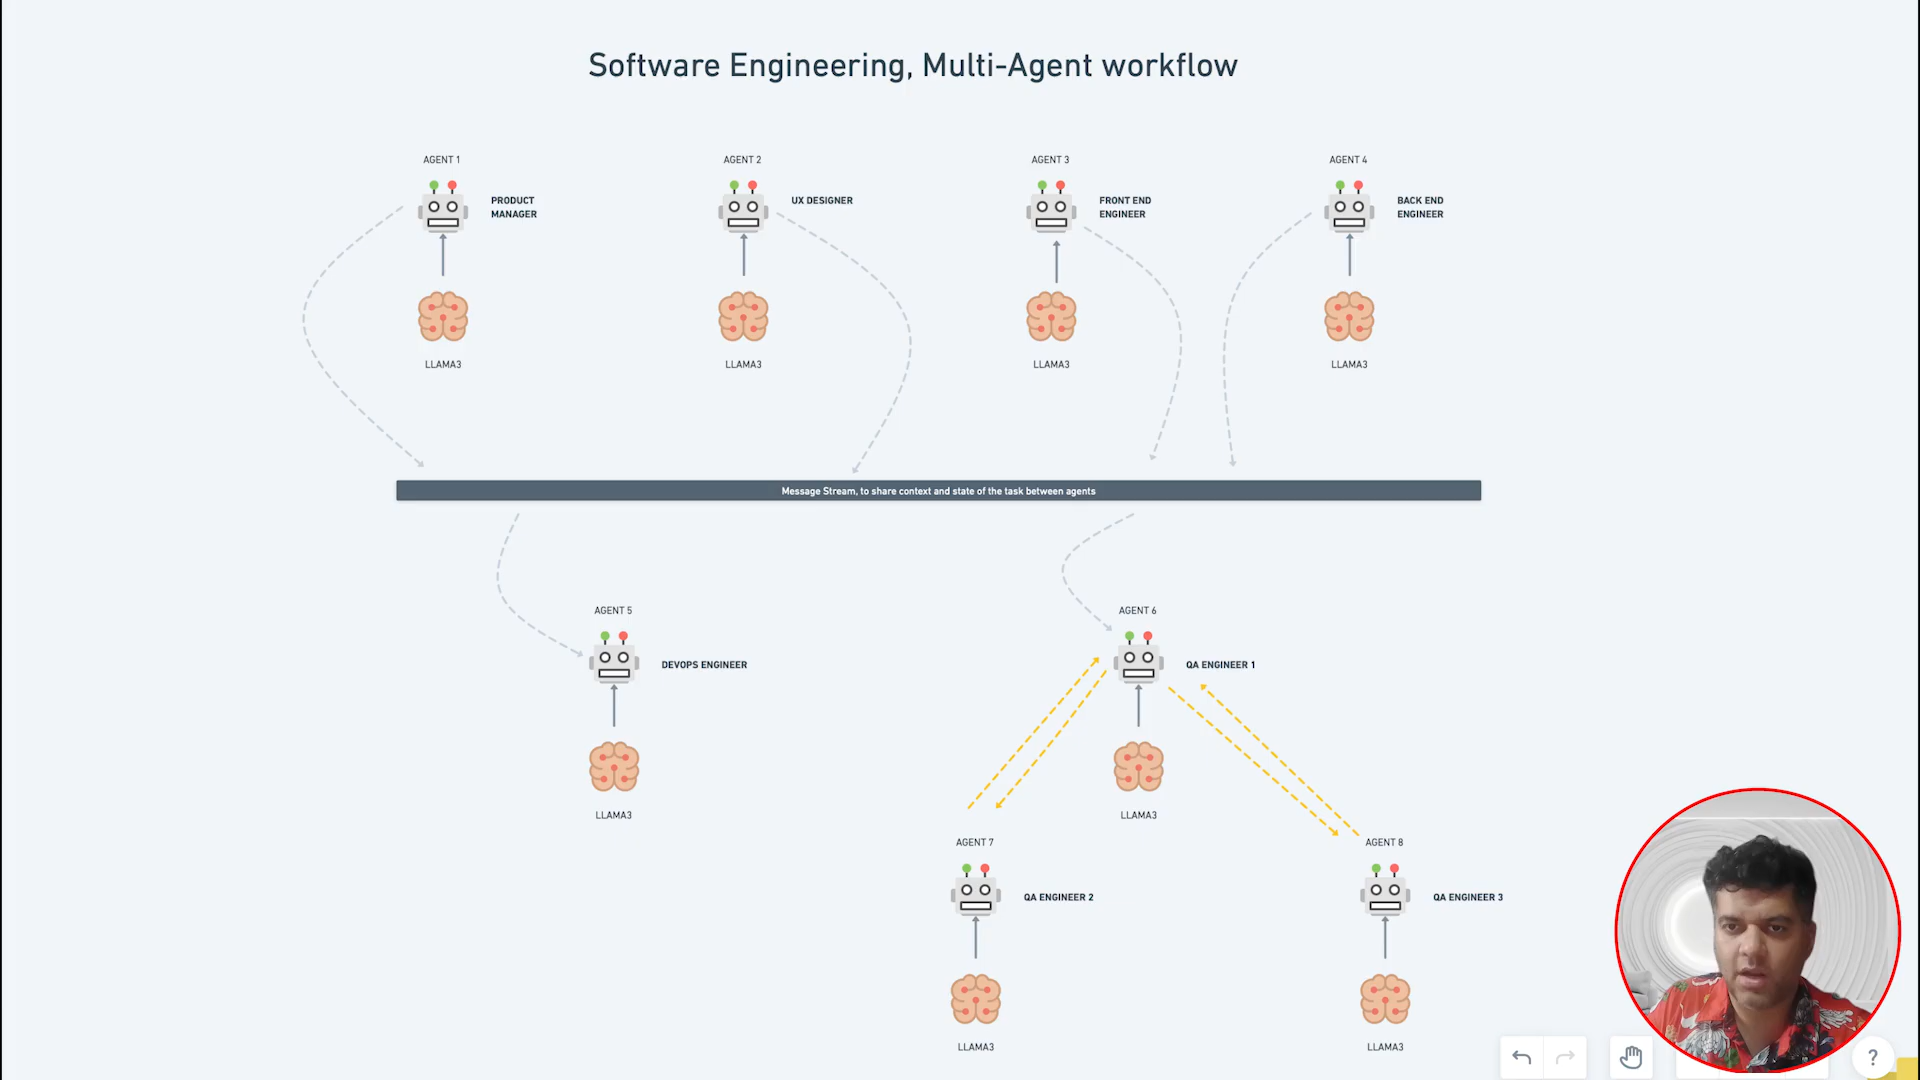 Software Engineering, Multi-Agent workflow
AGENT 1
AGENT 2
AGENT 3
AGENT 4
PRODUCT
MANAGER
UX DESIGNER
FRONT END
ENGINEER
BACK END
ENGINEER
LLAMA3
LLAMA3
LLAMA3
LLAMA3
Message Stream, to share context and state of the task between agents
AGENT 5
AGENT 6
DEVOPS ENGINEER
QA ENGINEER 1
LLAMA3
LLAMA3
AGENT 7
AGENT 8
QA ENGINEER 2
QA ENGINEER 3
LLAMA3
LLAMA3
?